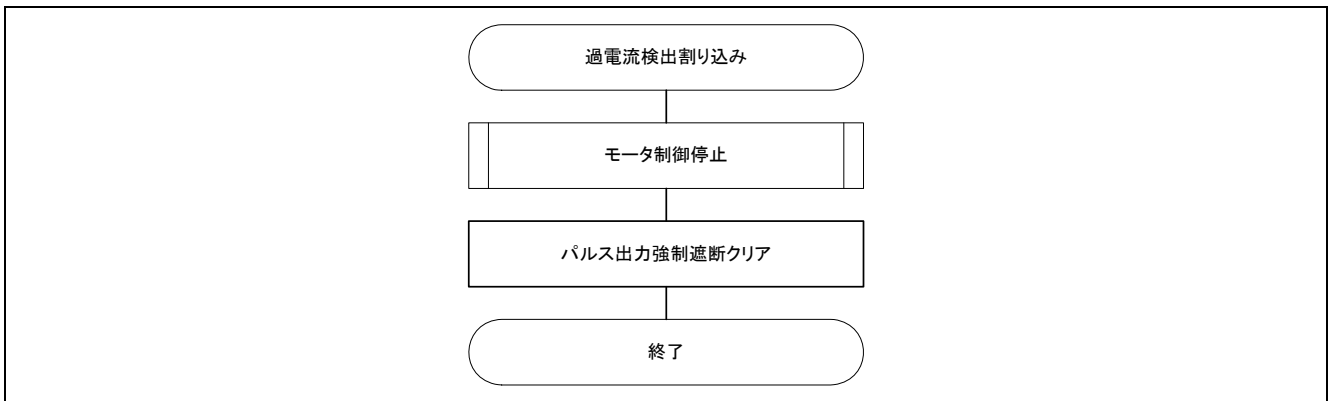 過電流検出割り込み
モータ制御停止
パルス出力強制遮断クリア
終了